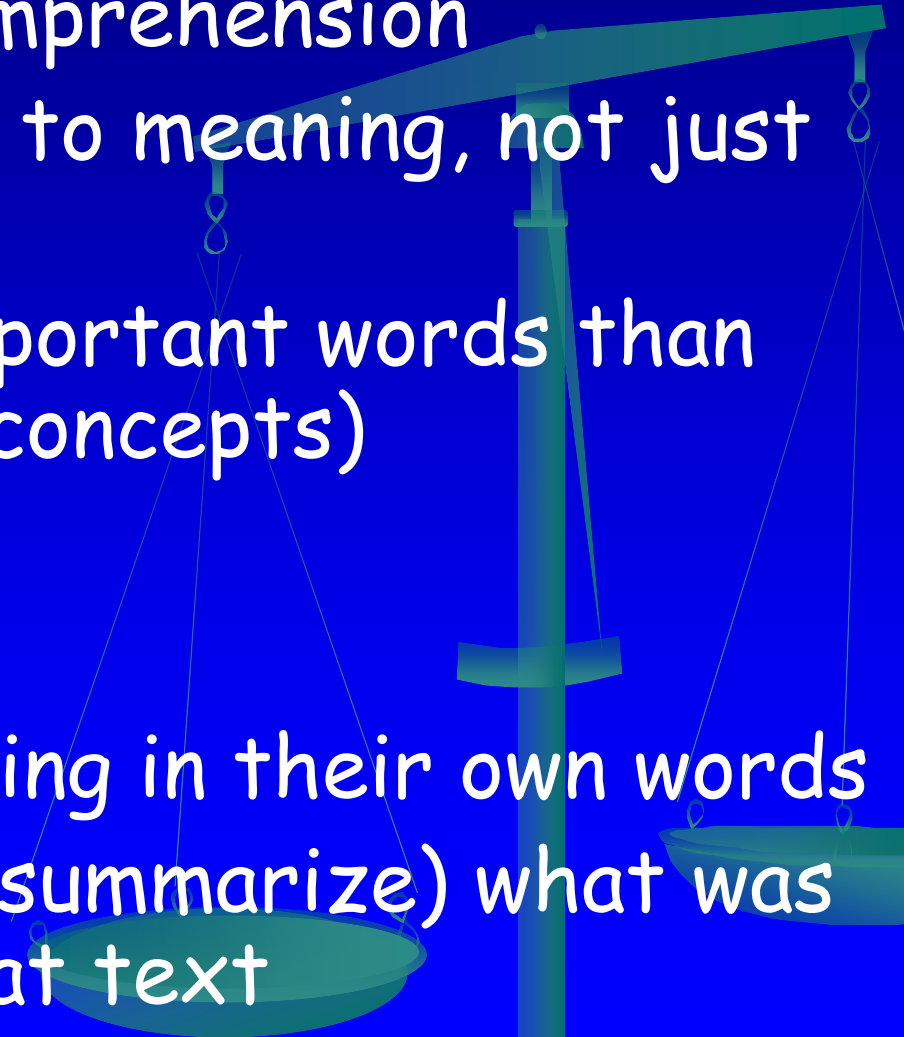 mprehension
to meaning, not just
portant words than
concepts)
ing in their own words
summarize) what was
at text